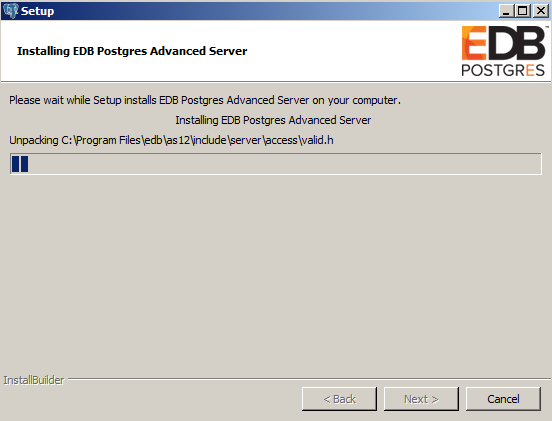 Setup
Installing EDB Postgres Advanced Server
EDB™
POSTGRES
Please wait while Setup installs EDB Postgres Advanced Server on your computer.
Installing EDB Postgres Advanced Server
Unpacking C:\Program Files\edb\as12\include\server\access\valid.h
InstallBuilder
< Back
Next >
Cancel